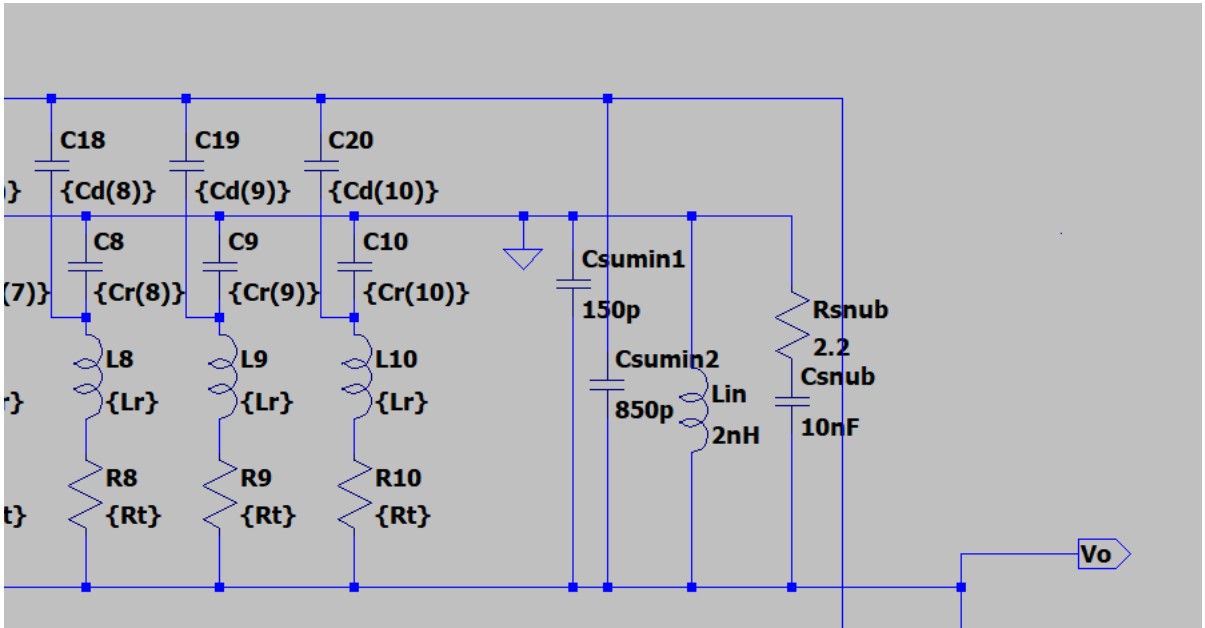 C18
C19
C20
)}
{Cd(8)}
{Cd(9)}
{Cd(10)}
C8
C9
C10
Csumin1
(7)}
{Cr(8)}
{Cr(9)}
{Cr(10)}
150p
Rsnub
2.2
L8
L9
L10
Csumin2
Csnub
Lin
r}
{Lr}
{Lr}
{Lr}
850p
10nF
2nH
R8
R9
R10
t}
{Rt}
{Rt}
{Rt}
Vo